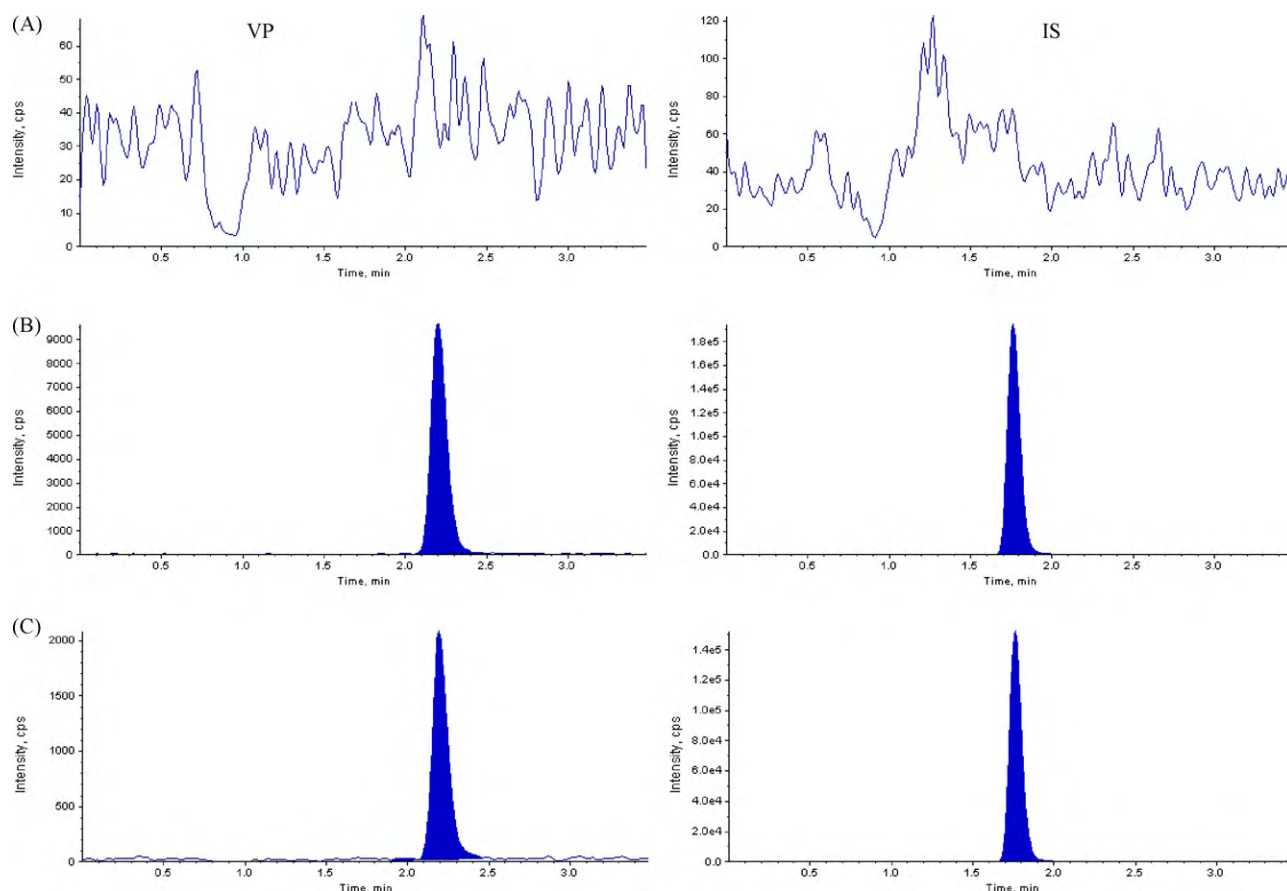 (A)
VP
IS
Intensity, cps
60
50
40
30
20
10
0
0.5
1.0
1.5
2.0
2.5
3.0
Time, min
Intensity, cps
120
100
80
60
40
20
0
0.5
1.0
1.5
2.0
2.5
3.0
Time, min
(B)
Intensity, cps
9000
8000
7000
6000
5000
4000
3000
2000
1000
0
0.5
1.0
1.5
2.0
2.5
3.0
Time, min
Intensity, cps
1.8e5
1.6e5
1.4e5
1.2e5
1.0e5
8.0e4
6.0e4
4.0e4
2.0e4
0.0
0.5
1.0
1.5
2.0
2.5
3.0
Time, min
(C)
Intensity, cps
2000
1500
1000
500
0
0.5
1.0
1.5
2.0
2.5
3.0
Time, min
Intensity, cps
1.4e5
1.2e5
1.0e5
8.0e4
6.0e4
4.0e4
2.0e4
0.0
0.5
1.0
1.5
2.0
2.5
3.0
Time, min